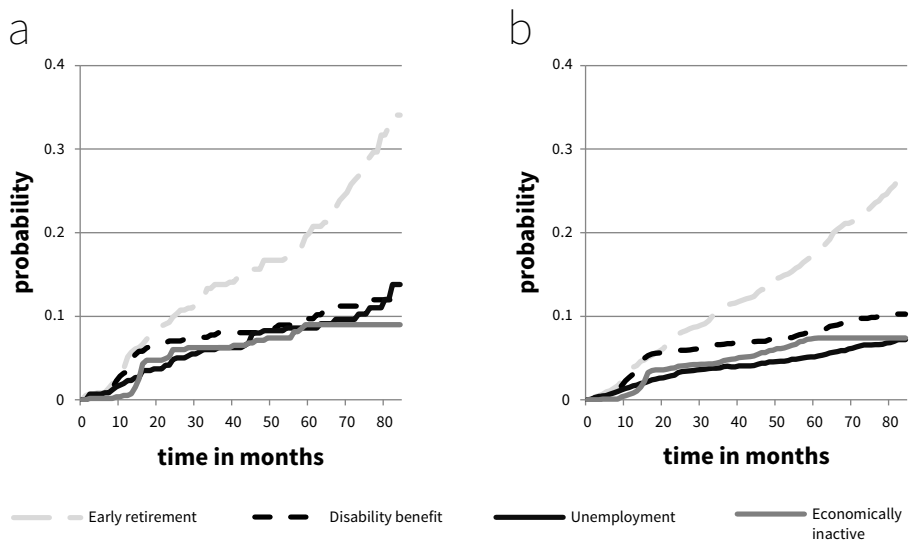 a
0.4
0.3
0.2
0.1
0
probability
0 10 20 30 40 50 60 70 80
time in months
b
0.4
0.3
0.2
0.1
0
probability
0 10 20 30 40 50 60 70 80
time in months
Early retirement
Disability benefit
Unemployment
Economically
inactive